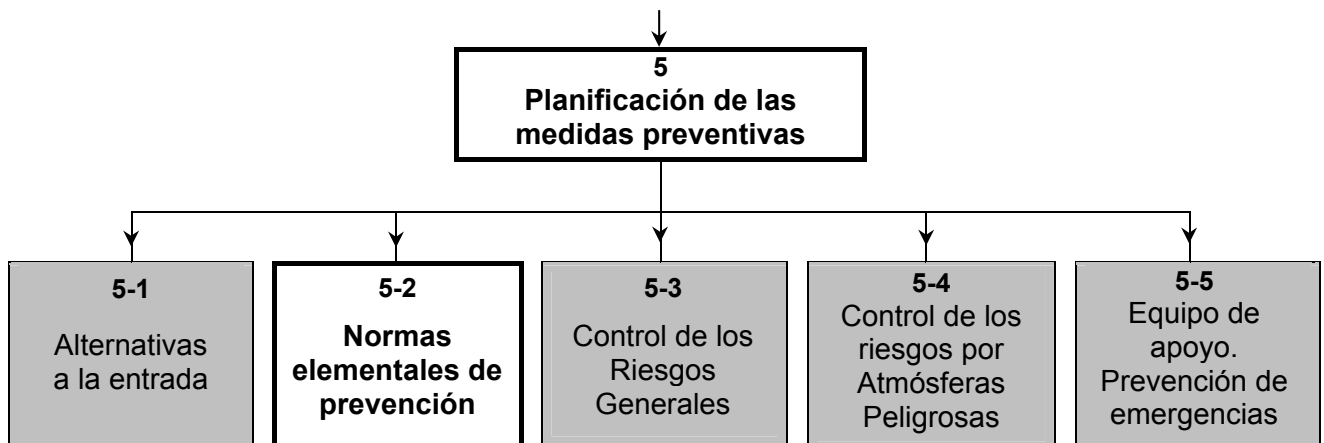 5
Planificación de las
medidas preventivas
5-1
Alternativas
a la entrada
5-2
Normas
elementales de
prevención
5-3
Control de los
Riesgos
Generales
5-4
Control de los
riesgos por
Atmósferas
Peligrosas
5-5
Equipo de
apoyo.
Prevención de
emergencias